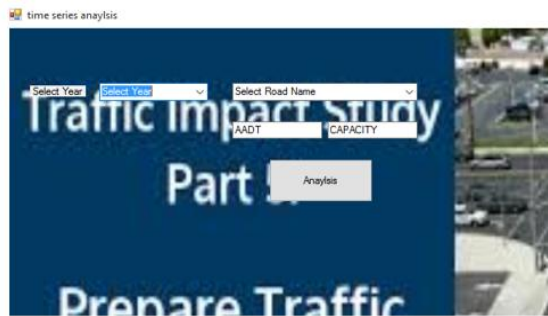 time series anaylsis
Select Year Select Year Select Road Name
Traffic Impact Study
AADT CAPACITY
Part
Anaylsis
Prepare Traffic